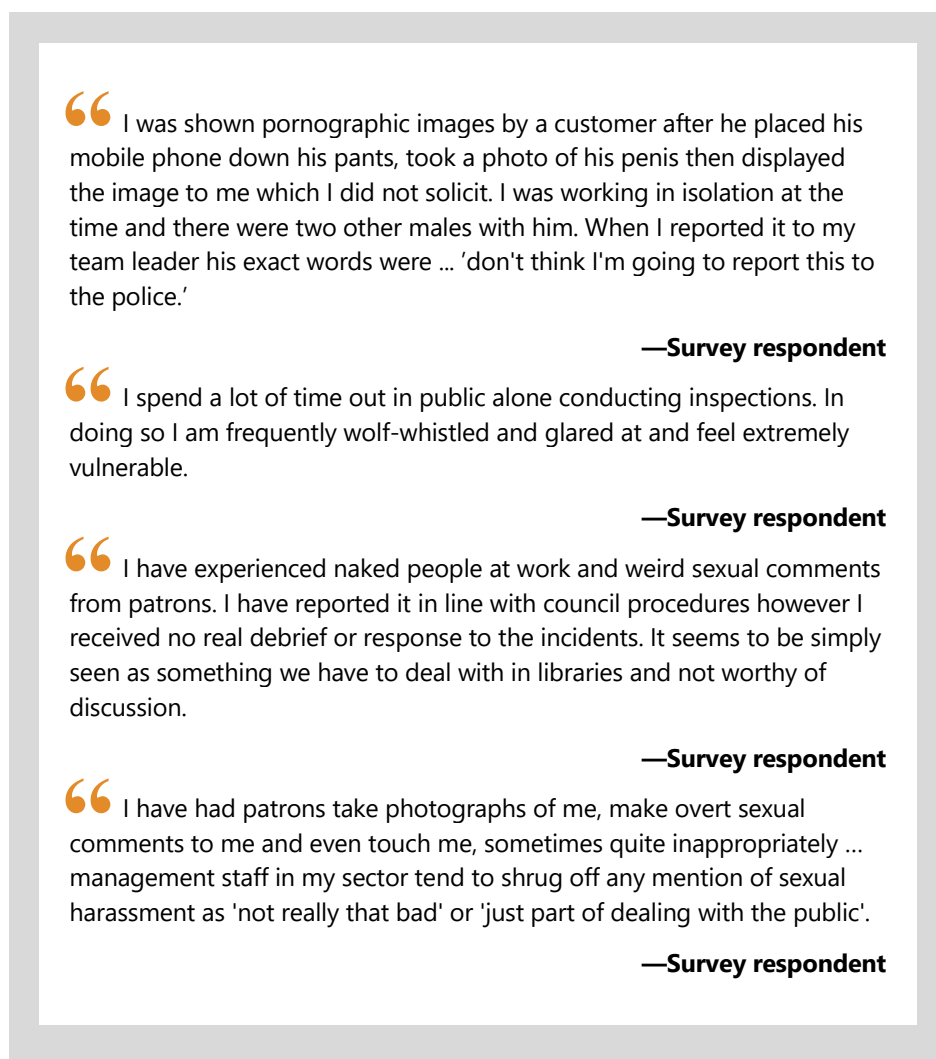 “ I was shown pornographic images by a customer after he placed his
mobile phone down his pants, took a photo of his penis then displayed
the image to me which I did not solicit. I was working in isolation at the
time and there were two other males with him. When I reported it to my
team leader his exact words were ... ‘don't think I'm going to report this to
the police.’
—Survey respondent
“ I spend a lot of time out in public alone conducting inspections. In
doing so I am frequently wolf-whistled and glared at and feel extremely
vulnerable.
—Survey respondent
“ I have experienced naked people at work and weird sexual comments
from patrons. I have reported it in line with council procedures however I
received no real debrief or response to the incidents. It seems to be simply
seen as something we have to deal with in libraries and not worthy of
discussion.
—Survey respondent
“ I have had patrons take photographs of me, make overt sexual
comments to me and even touch me, sometimes quite inappropriately …
management staff in my sector tend to shrug off any mention of sexual
harassment as 'not really that bad' or 'just part of dealing with the public'.
—Survey respondent